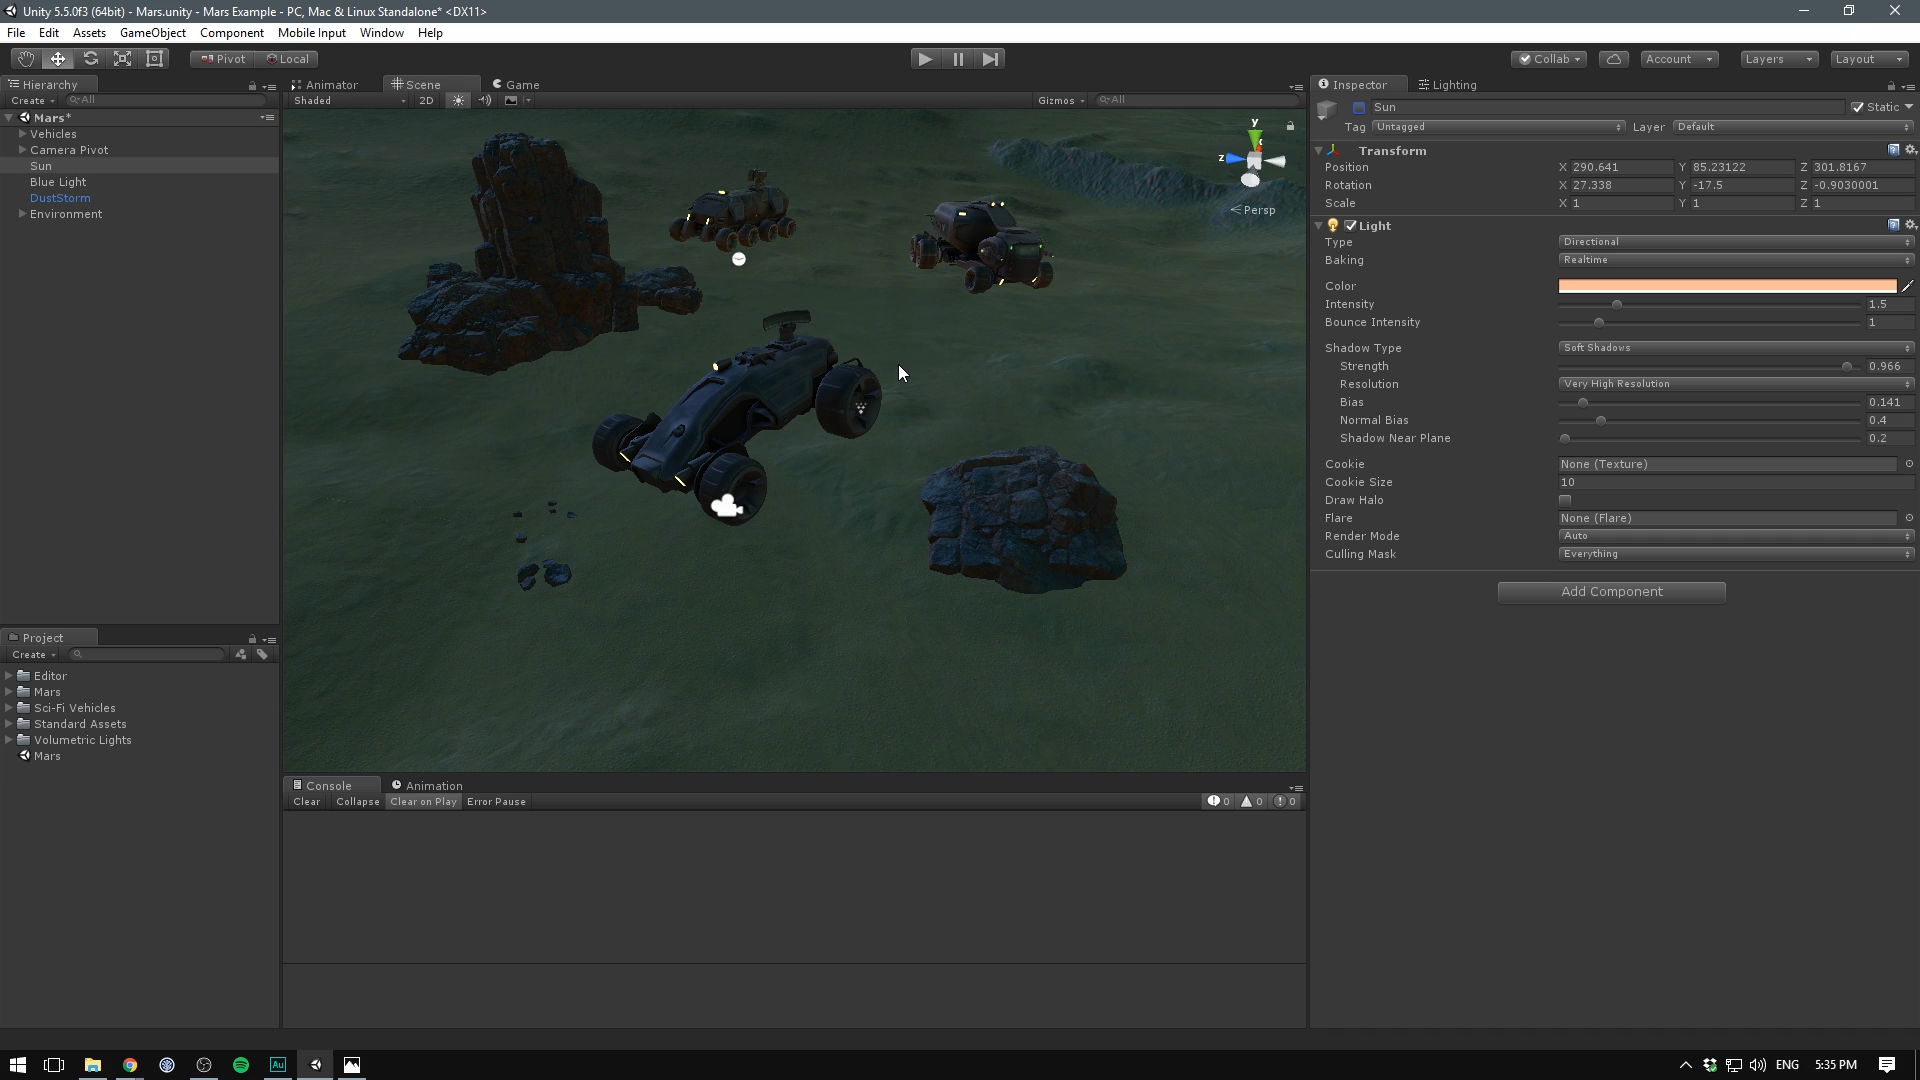 Unity 5.5.0f3 (64bit) - Mars.unity - Mars Example - PC, Mac & Linux Standalone* <DX11>
File Edit Assets GameObject Component Mobile Input Window Help
Pivot Local Collab Account Layers Layout
Hierarchy
Create All
Mars*
Vehicles
Camera Pivot
Sun
Blue Light
DustStorm
Environment
Project
Create
Editor
Mars
Sci-Fi Vehicles
Standard Assets
Volumetric Lights
Mars
Animator Scene Game
Shaded 2D Gizmos All
y
z
Persp
Console Animation
Clear Collapse Clear on Play Error Pause 0 0 0
Inspector Lighting
Sun Static
Tag Untagged Layer Default
Transform
Position X 290.641 Y 85.23122 Z 301.8167
Rotation X 27.338 Y -17.5 Z -0.9030001
Scale X 1 Y 1 Z 1
Light
Type Directional
Baking Realtime
Color
Intensity 1.5
Bounce Intensity 1
Shadow Type Soft Shadows
Strength 0.966
Resolution Very High Resolution
Bias 0.141
Normal Bias 0.4
Shadow Near Plane 0.2
Cookie None (Texture)
Cookie Size 10
Draw Halo
Flare None (Flare)
Render Mode Auto
Culling Mask Everything
Add Component
Au ENG 5:35 PM